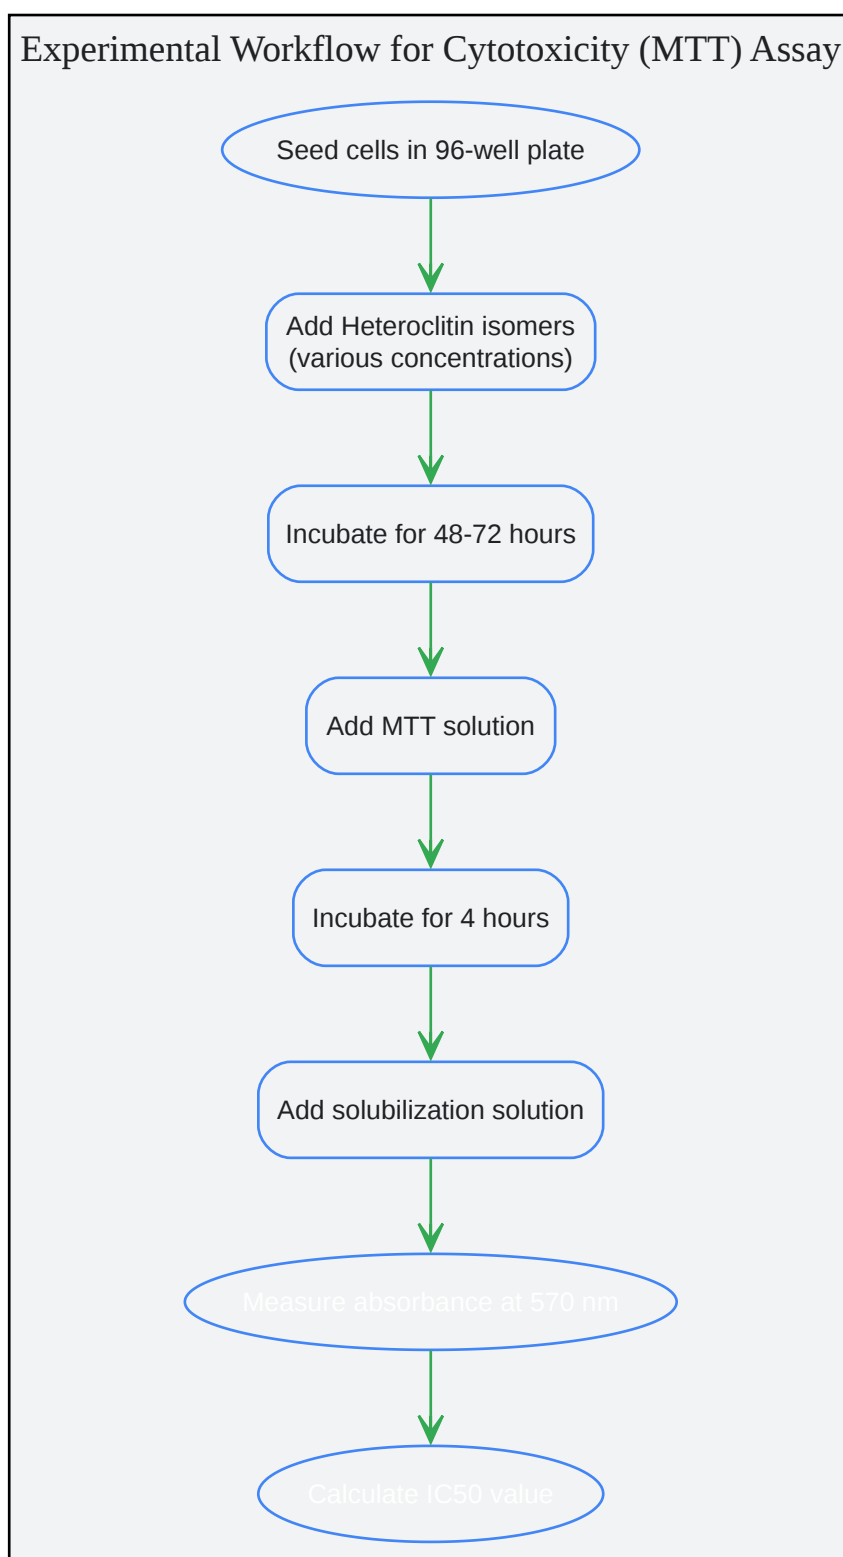 Experimental Workflow for Cytotoxicity (MTT) Assay
Seed cells in 96-well plate
Add Heteroclitin isomers
(various concentrations)
Incubate for 48-72 hours
Add MTT solution
Incubate for 4 hours
Add solubilization solution
Measure absorbance at 570 nm
Calculate IC50 value